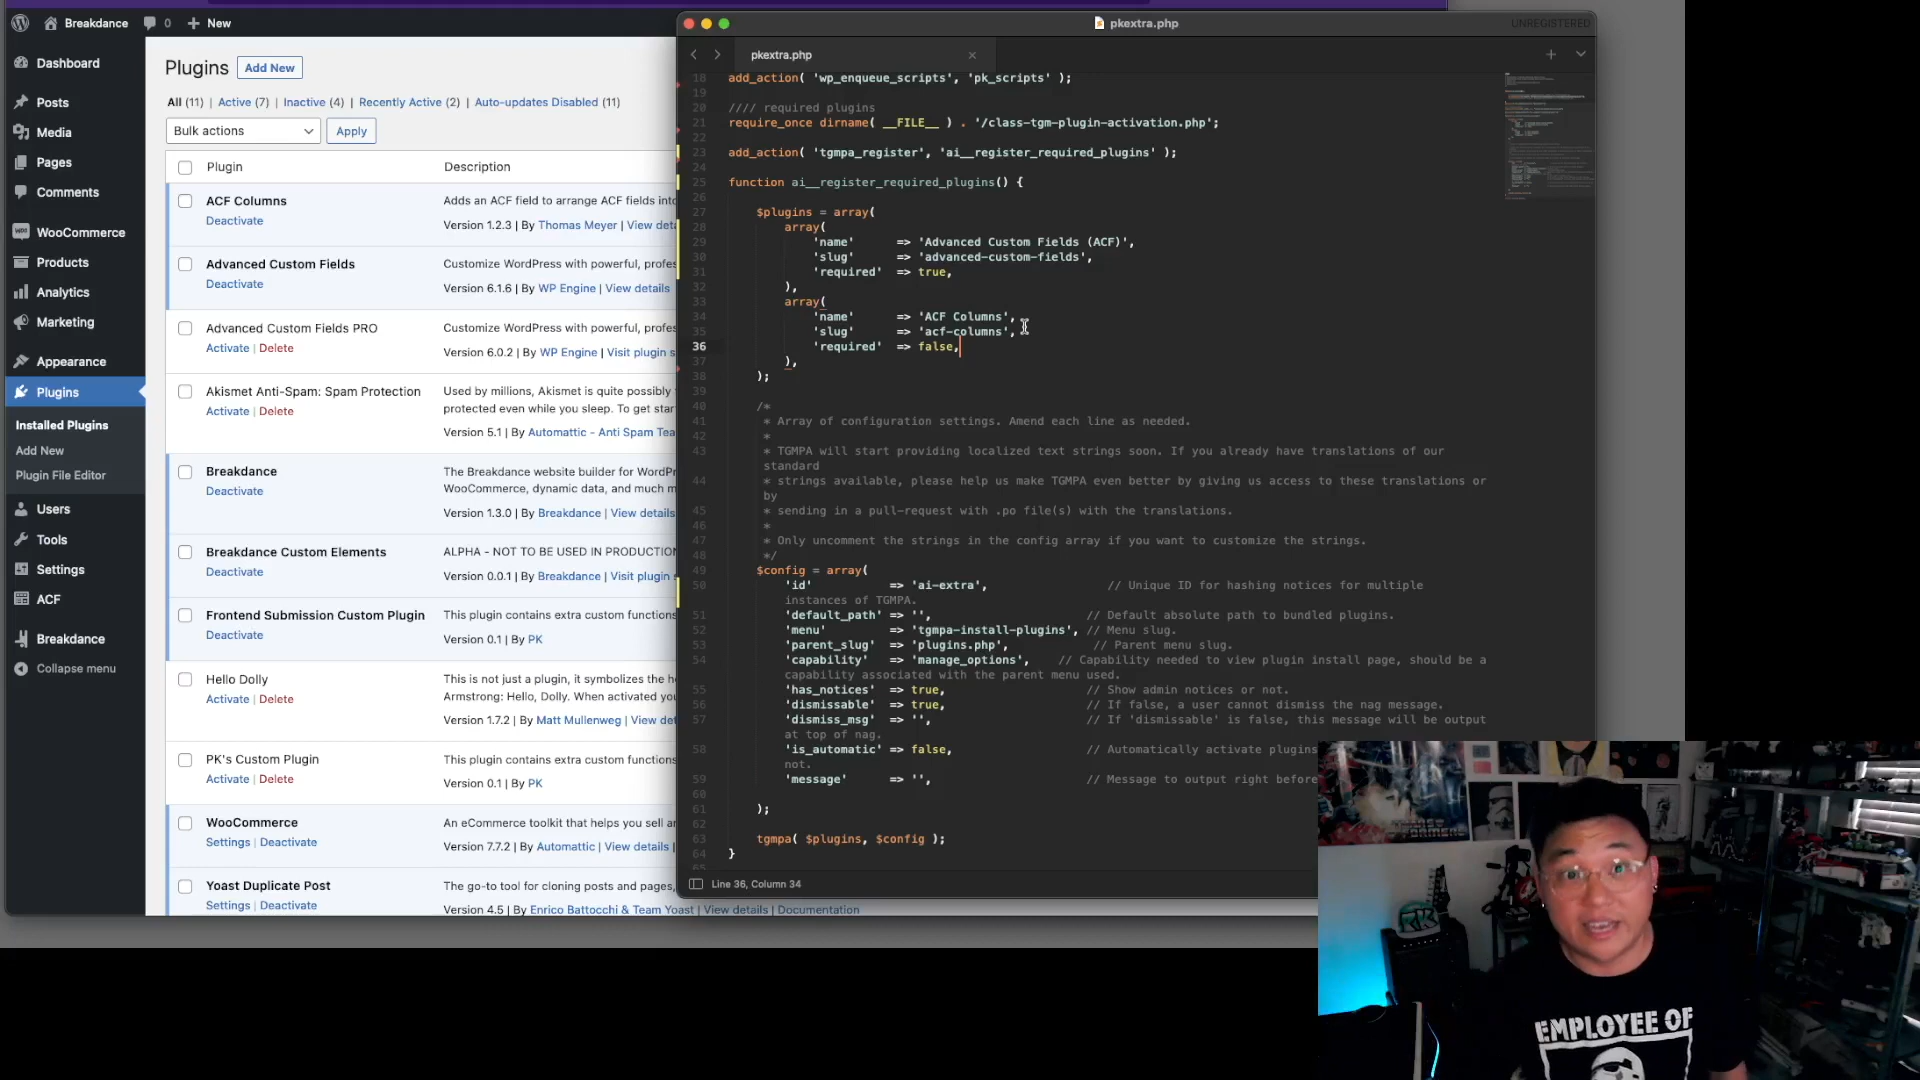 Breakdance
0
New
Dashboard
Posts
Media
Pages
Comments
WooCommerce
Products
Analytics
Marketing
Appearance
Plugins
Installed Plugins
Add New
Plugin File Editor
Users
Tools
Settings
ACF
Breakdance
Collapse menu
Plugins
Add New
All (11) | Active (7) | Inactive (4) | Recently Active (2) | Auto-updates Disabled (11)
Bulk actions
Apply
Plugin Description
ACF Columns
Deactivate
Adds an ACF field to arrange ACF fields into
Version 1.2.3 | By Thomas Meyer | View
Advanced Custom Fields
Deactivate
Customize WordPress with powerful,
Version 6.1.6 | By WP Engine | View details
Advanced Custom Fields PRO
Activate | Delete
Customize WordPress with powerful,
Version 6.0.2 | By WP Engine | Visit plugin
Akismet Anti-Spam: Spam Protection
Activate | Delete
Used by millions, Akismet is quite possibly
protected even while you sleep. To get
Version 5.1 | By Automattic - Anti Spam
Breakdance
Deactivate
The Breakdance website builder for
WooCommerce, dynamic data, and much
Version 1.3.0 | By Breakdance | View details
Breakdance Custom Elements
Deactivate
ALPHA - NOT TO BE USED IN PRODUCTION
Version 0.0.1 | By Breakdance | Visit plugin
Frontend Submission Custom Plugin
Deactivate
This plugin contains extra custom functions
Version 0.1 | By PK
Hello Dolly
Activate | Delete
This is not just a plugin, it symbolizes the
Armstrong: Hello, Dolly. When activated
Version 1.7.2 | By Matt Mullenweg | View
PK's Custom Plugin
Activate | Delete
This plugin contains extra custom functions
Version 0.1 | By PK
WooCommerce
Settings | Deactivate
An eCommerce toolkit that helps you sell
Version 7.7.2 | By Automattic | View details |
Yoast Duplicate Post
Settings | Deactivate
The go-to tool for cloning posts and pages,
Version 4.5 | By Enrico Battocchi & Team Yoast | View details | Documentation
pkextra.php
UNREGISTERED
pkextra.php
18 add_action( 'wp_enqueue_scripts', 'pk_scripts' );
19
20 //// required plugins
21 require_once dirname( __FILE__ ) . '/class-tgm-plugin-activation.php';
22
23 add_action( 'tgmpa_register', 'ai__register_required_plugins' );
24
25 function ai__register_required_plugins() {
26
27 $plugins = array(
28 array(
29 'name' => 'Advanced Custom Fields (ACF)',
30 'slug' => 'advanced-custom-fields',
31 'required' => true,
32 ),
33 array(
34 'name' => 'ACF Columns',
35 'slug' => 'acf-columns',
36 'required' => false,
37 ),
38 );
39
40 /*
41 * Array of configuration settings. Amend each line as needed.
42 *
43 * TGMPA will start providing localized text strings soon. If you already have translations of our
standard
44 * strings available, please help us make TGMPA even better by giving us access to these translations or
by
45 * sending in a pull-request with .po file(s) with the translations.
46 *
47 * Only uncomment the strings in the config array if you want to customize the strings.
48 */
49 $config = array(
50 'id' => 'ai-extra', // Unique ID for hashing notices for multiple
instances of TGMPA.
51 'default_path' => '', // Default absolute path to bundled plugins.
52 'menu' => 'tgmpa-install-plugins', // Menu slug.
53 'parent_slug' => 'plugins.php', // Parent menu slug.
54 'capability' => 'manage_options', // Capability needed to view plugin install page, should be a
capability associated with the parent menu used.
55 'has_notices' => true, // Show admin notices or not.
56 'dismissable' => true, // If false, a user cannot dismiss the nag message.
57 'dismiss_msg' => '', // If 'dismissable' is false, this message will be output
at top of nag.
58 'is_automatic' => false, // Automatically activate plugins
not.
59 'message' => '', // Message to output right before
60
61 );
62
63 tgmpa( $plugins, $config );
64 }
65
Line 36, Column 34
EMPLOYEE OF